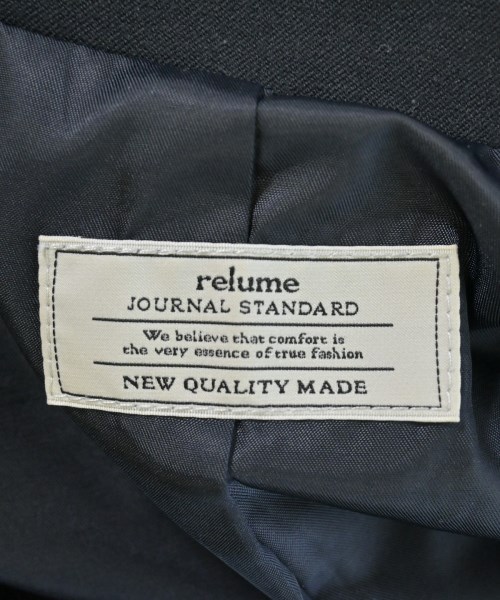 relume
JOURNAL STANDARD
We believe that comfort is
the very essence of true fashion
NEW QUALITY MADE